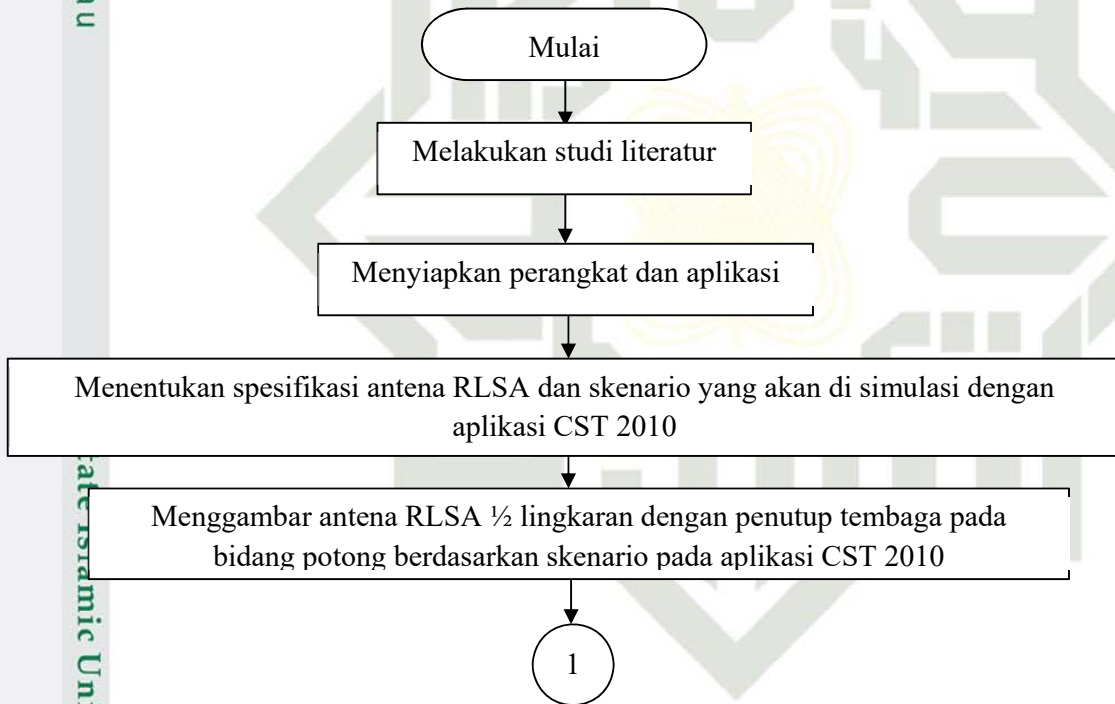 Mulai
Melakukan studi literatur
Menyiapkan perangkat dan aplikasi
Menentukan spesifikasi antena RLSA dan skenario yang akan di simulasi dengan
aplikasi CST 2010
Menggambar antena RLSA ½ lingkaran dengan penutup tembaga pada
bidang potong berdasarkan skenario pada aplikasi CST 2010
1